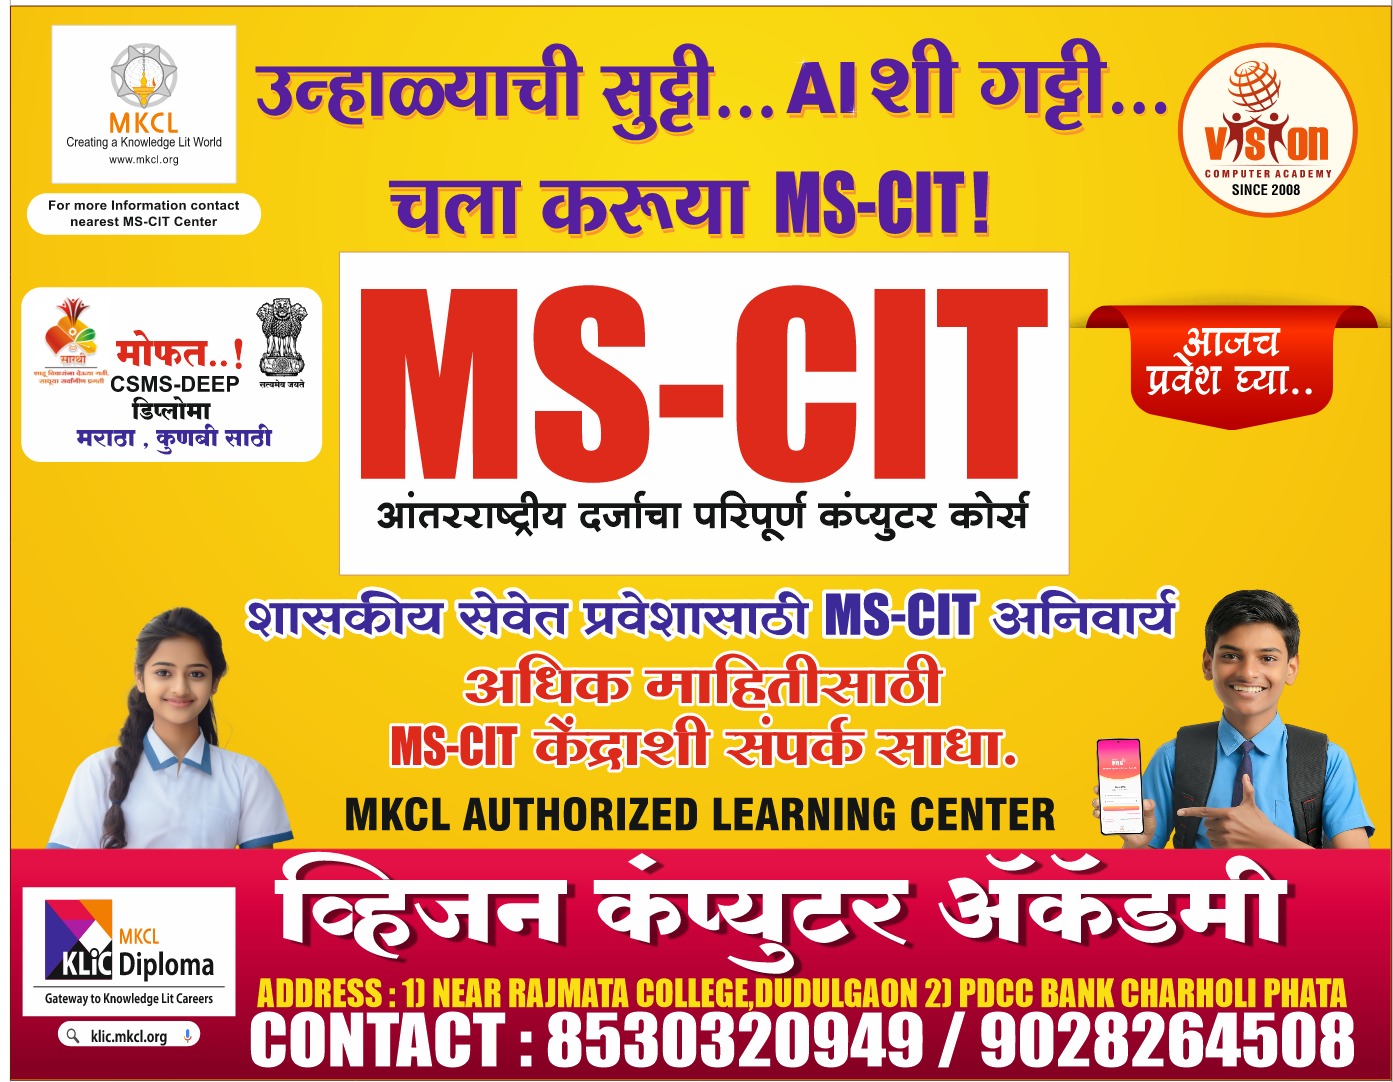 MKCL
Creating a Knowledge Lit World
www.mkcl.org
For more Information contact
nearest MS-CIT Center
उन्हाळ्याची सुट्टी... AI शी गट्टी...
चला करूया MS-CIT!
VISION
COMPUTER ACADEMY
SINCE 2008
सारथी
मोफत..!
CSMS-DEEP
डिप्लोमा
मराठा , कुणबी साठी
सत्यमेव जयते
MS-CIT
आंतरराष्ट्रीय दर्जाचा परिपूर्ण कंप्युटर कोर्स
आजच
प्रवेश घ्या..
शासकीय सेवेत प्रवेशासाठी MS-CIT अनिवार्य
अधिक माहितीसाठी
MS-CIT केंद्राशी संपर्क साधा.
MKCL AUTHORIZED LEARNING CENTER
व्हिजन कंप्युटर ॲकॅडमी
MKCL
KLiC Diploma
Gateway to Knowledge Lit Careers
klic.mkcl.org
ADDRESS : 1) NEAR RAJMATA COLLEGE,DUDULGAON 2) PDCC BANK CHARHOLI PHATA
CONTACT : 8530320949 / 9028264508